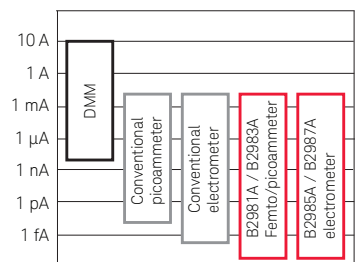 10 A
1 A
1 mA
1 µA
1 nA
1 pA
1 fA
DMM
Conventional
picoammeter
Conventional
electrometer
B2981A / B2983A
Femto/picoammeter
B2985A / B2987A
electrometer